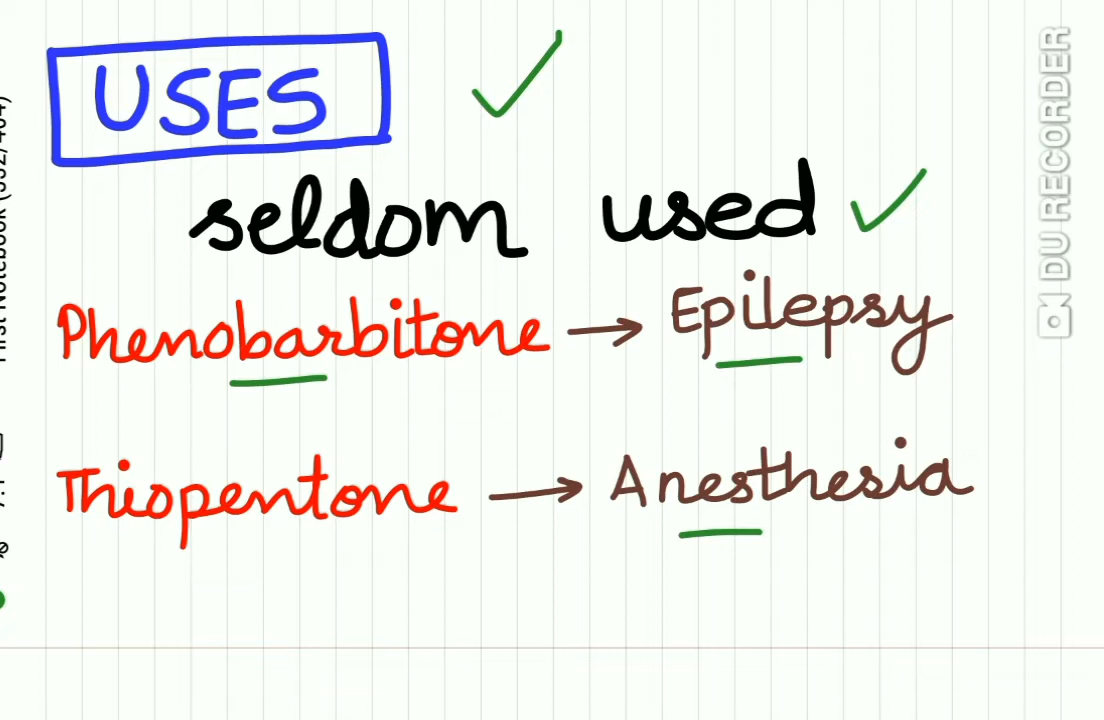 USES
seldom used
Phenobarbitone → Epilepsy
Thiopentone → Anesthesia
DU RECORDER